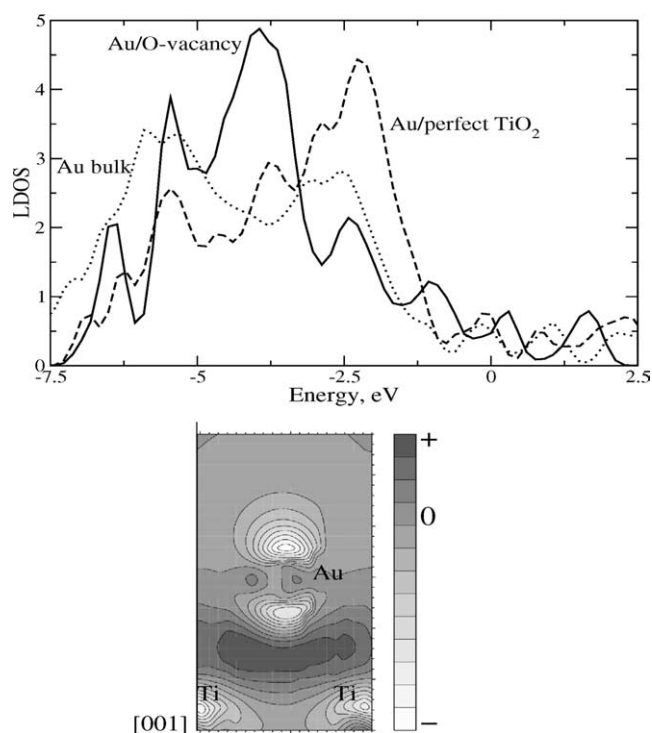 5
Au/O-vacancy
4
Au/perfect TiO₂
3
Au bulk
LDOS
2
1
0
-7.5 -5 -2.5 0 2.5
Energy, eV
+
0
Au
Ti Ti
[001] −